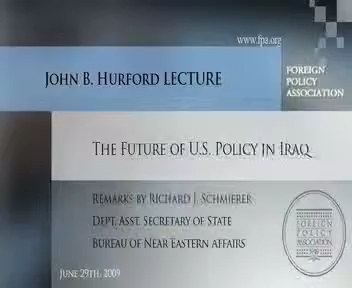 www.fpa.org
JOHN B. HURFORD LECTURE
FOREIGN
POLICY
ASSOCIATION
THE FUTURE OF U.S. POLICY IN IRAQ
REMARKS BY RICHARD J. SCHMIERER
DEPT. ASST. SECRETARY OF STATE
BUREAU OF NEAR EASTERN AFFAIRS
FOREIGN
POLICY
ASSOCIATION
JUNE 29TH, 2009